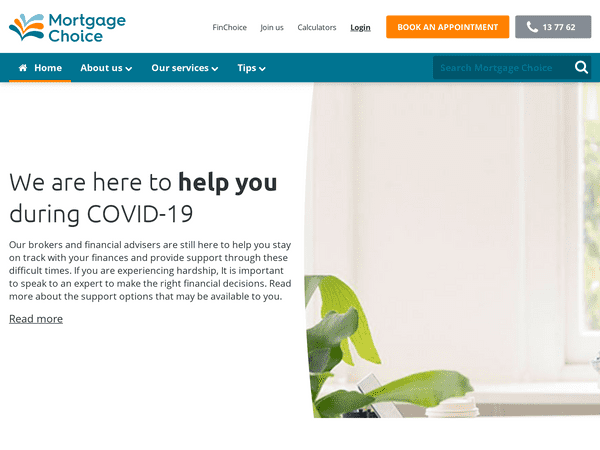 Mortgage
Choice
FinChoice Join us Calculators Login BOOK AN APPOINTMENT 13 77 62
Home About us Our services Tips Search Mortgage Choice
We are here to help you
during COVID-19
Our brokers and financial advisers are still here to help you stay
on track with your finances and provide support through these
difficult times. If you are experiencing hardship, It is important
to speak to an expert to make the right financial decisions. Read
more about the support options that may be available to you.
Read more